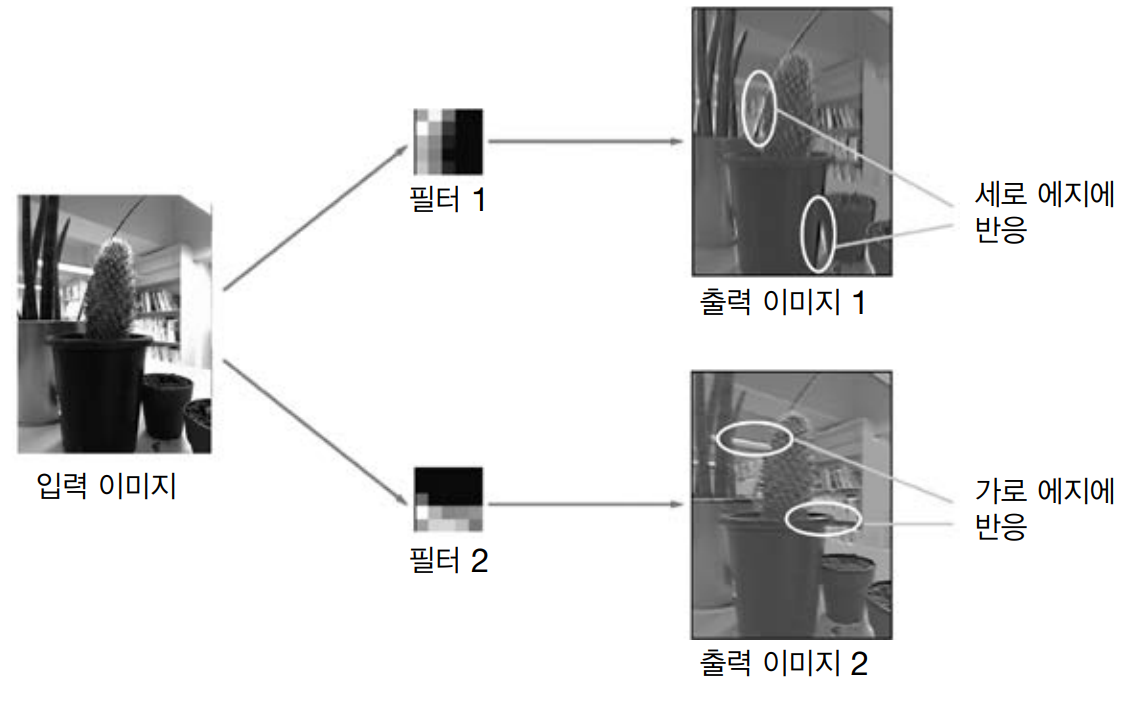 필터 1
세로 에지에
반응
출력 이미지 1
입력 이미지
필터 2
가로 에지에
반응
출력 이미지 2